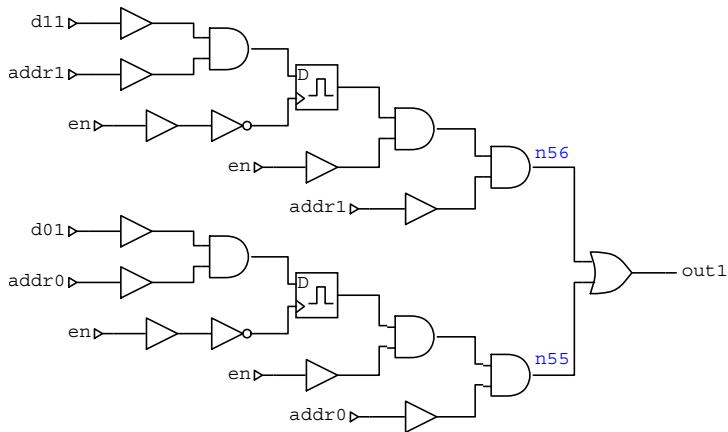 d11
addr1
D
en
en
n56
addr1
d01
addr0
D
out1
en
en
n55
addr0